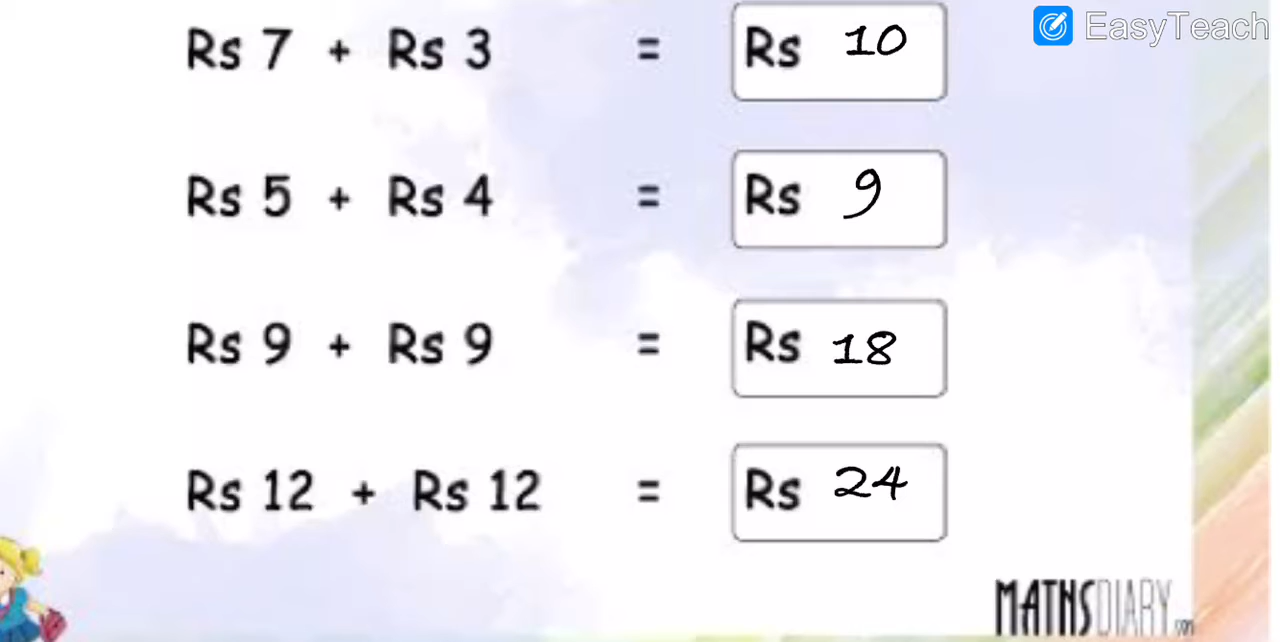 EasyTeach
Rs 7 + Rs 3 = Rs 10
Rs 5 + Rs 4 = Rs 9
Rs 9 + Rs 9 = Rs 18
Rs 12 + Rs 12 = Rs 24
MATHSDIARY.com